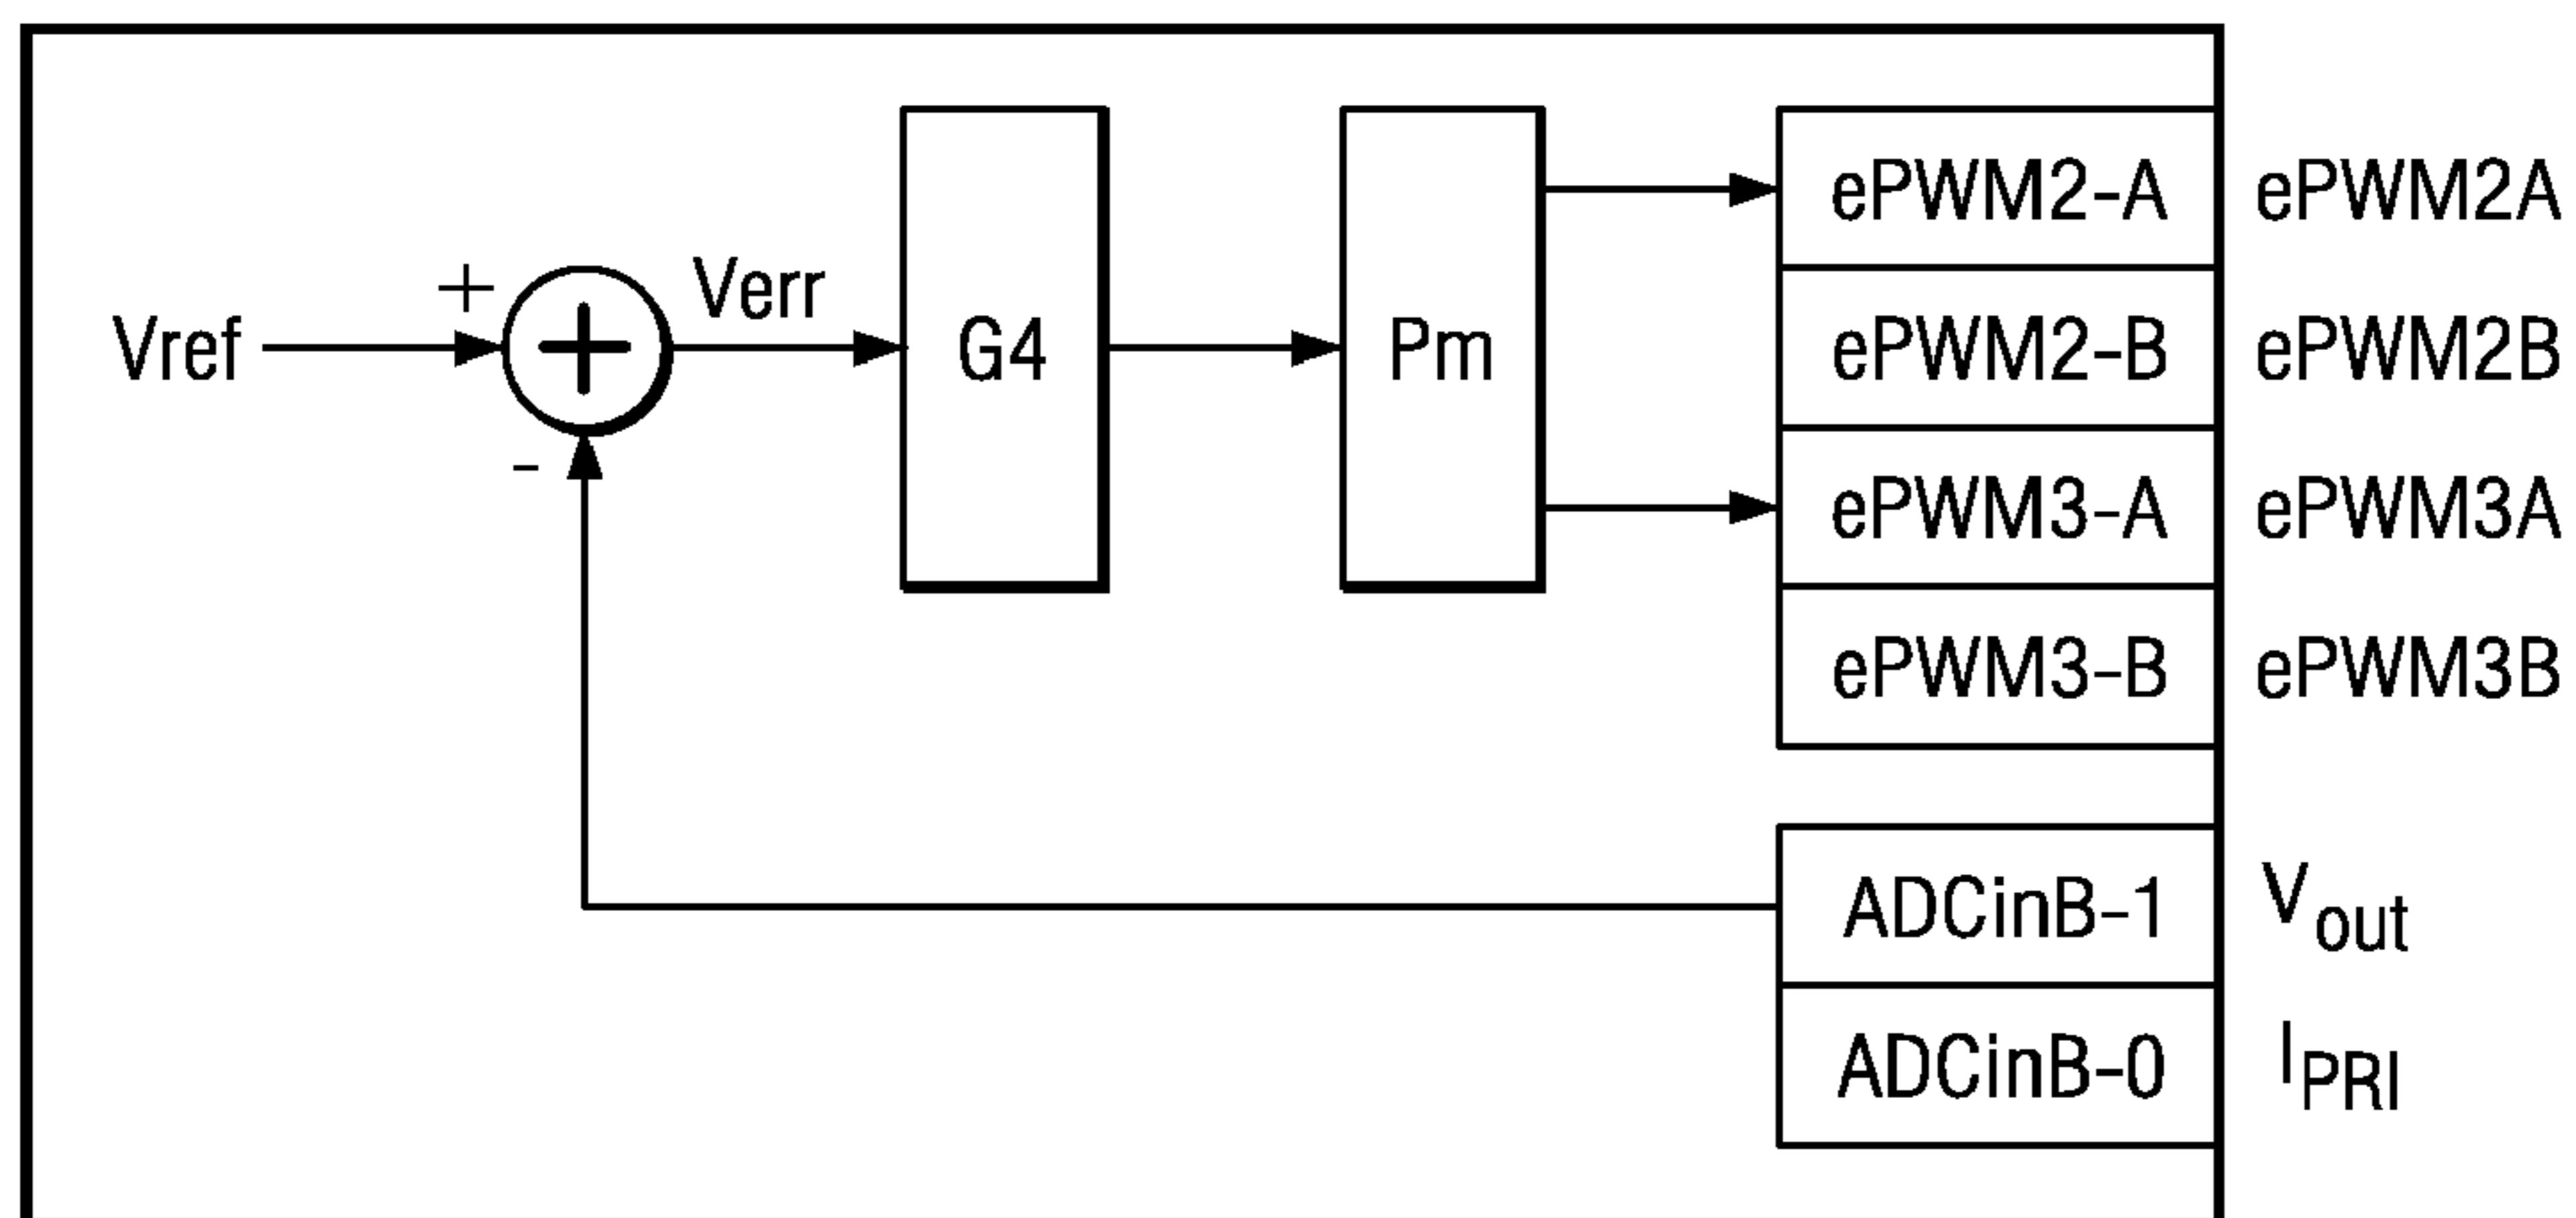 ePWM2-A ePWM2A
+ Verr
Vref + G4 Pm ePWM2-B ePWM2B
- ePWM3-A ePWM3A
ePWM3-B ePWM3B
ADCinB-1 Vout
ADCinB-0 IPRI